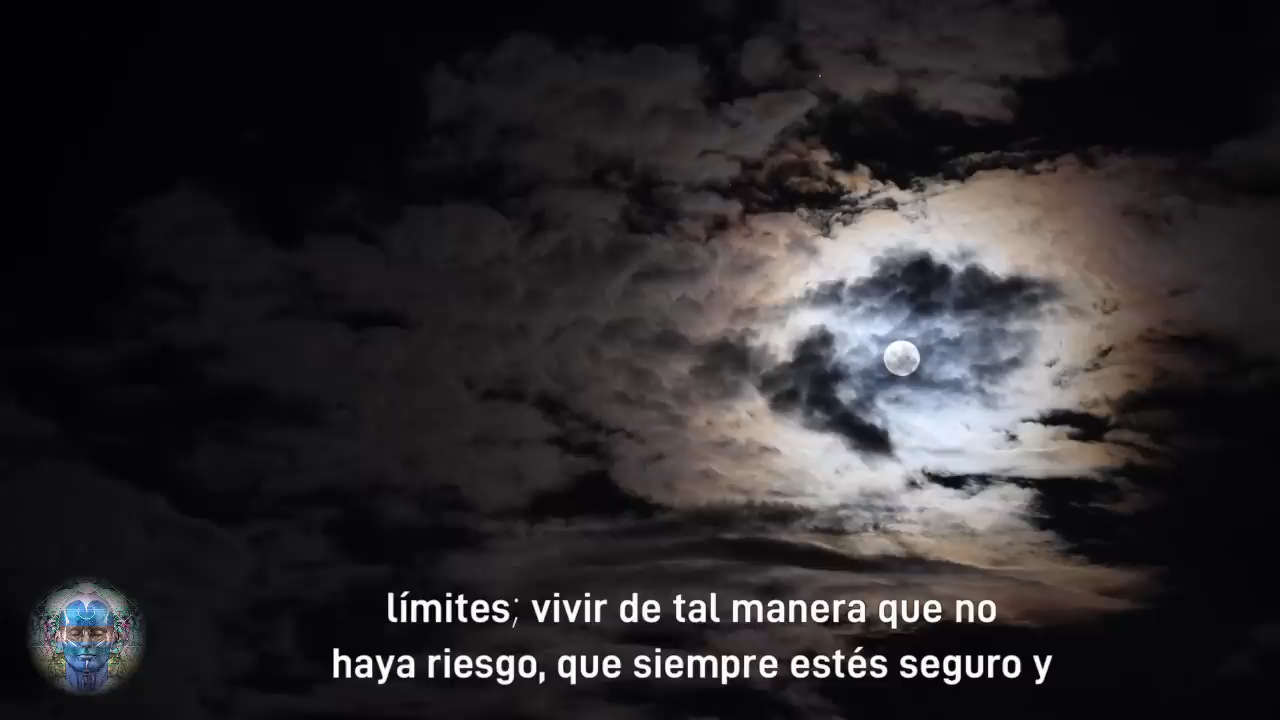 límites; vivir de tal manera que no
haya riesgo, que siempre estés seguro y